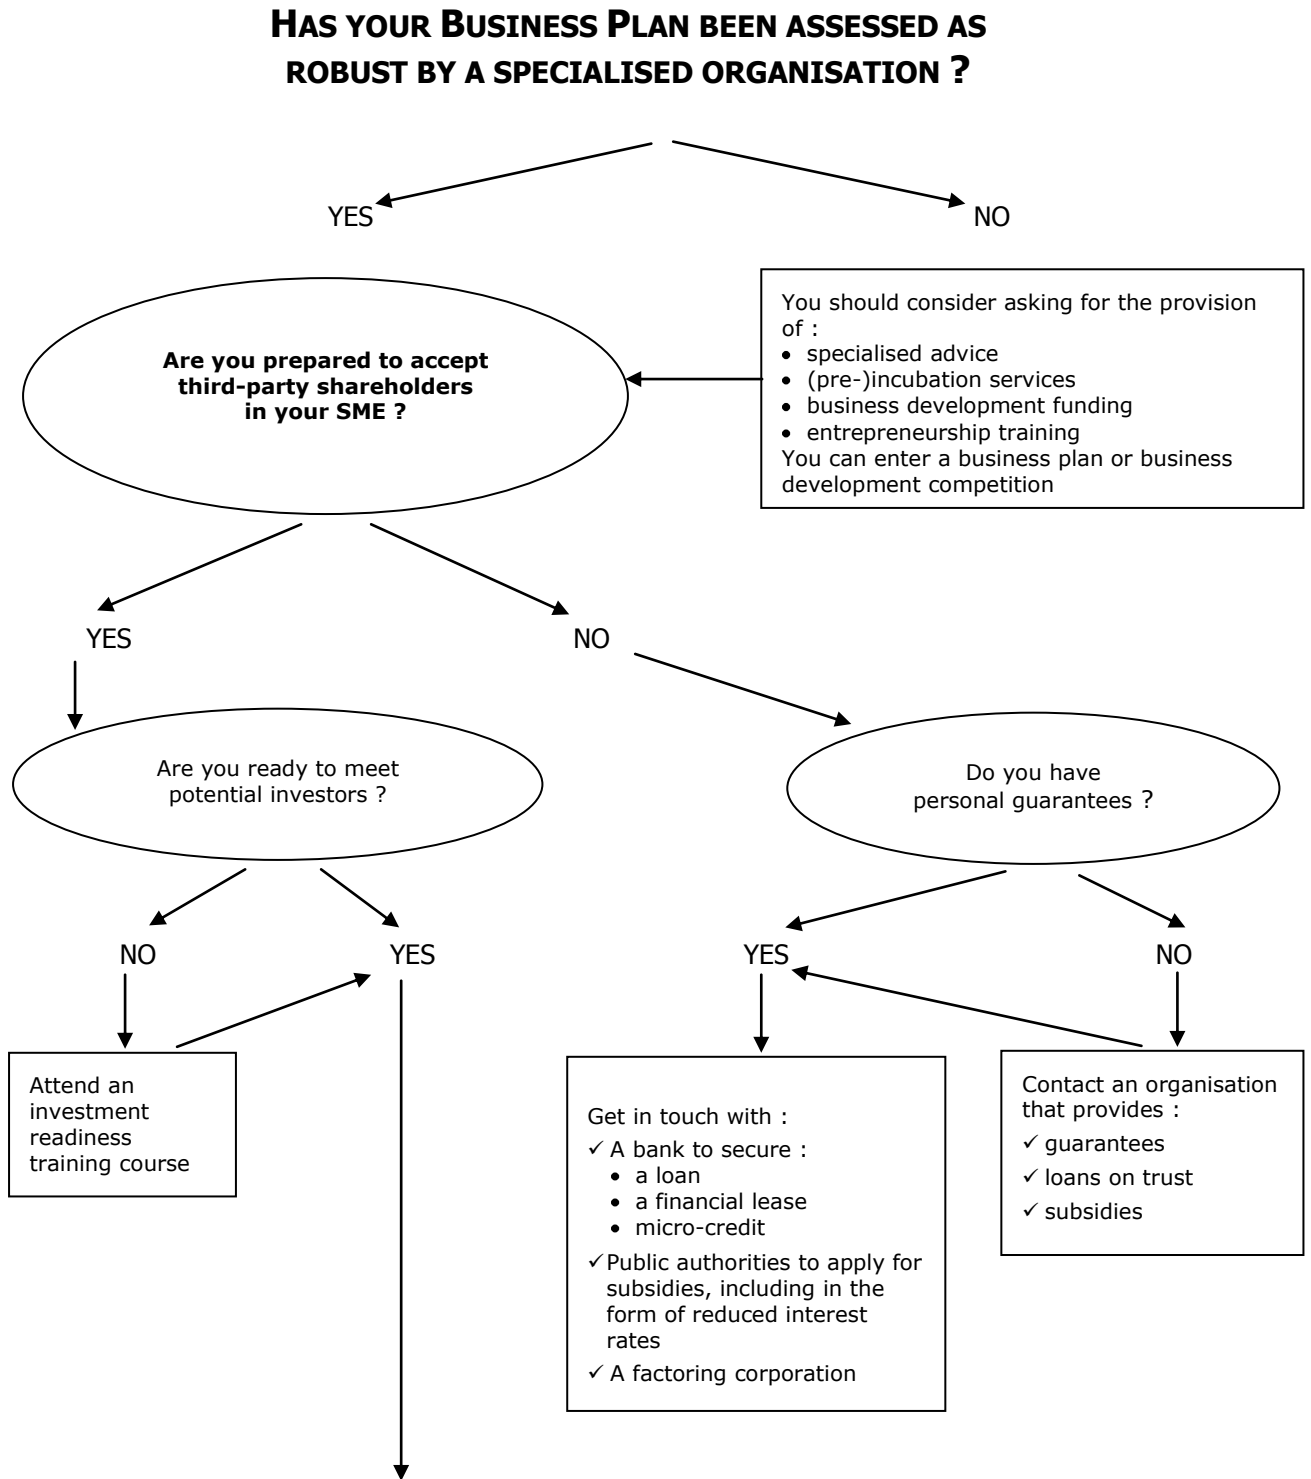 HAS YOUR BUSINESS PLAN BEEN ASSESSED AS
ROBUST BY A SPECIALISED ORGANISATION ?
YES
NO
Are you prepared to accept
third-party shareholders
in your SME ?
You should consider asking for the provision
of :
• specialised advice
• (pre-)incubation services
• business development funding
• entrepreneurship training
You can enter a business plan or business
development competition
YES
NO
Are you ready to meet
potential investors ?
Do you have
personal guarantees ?
NO
YES
YES
NO
Attend an
investment
readiness
training course
Get in touch with :
✓ A bank to secure :
• a loan
• a financial lease
• micro-credit
✓ Public authorities to apply for
subsidies, including in the
form of reduced interest
rates
✓ A factoring corporation
Contact an organisation
that provides :
✓ guarantees
✓ loans on trust
✓ subsidies